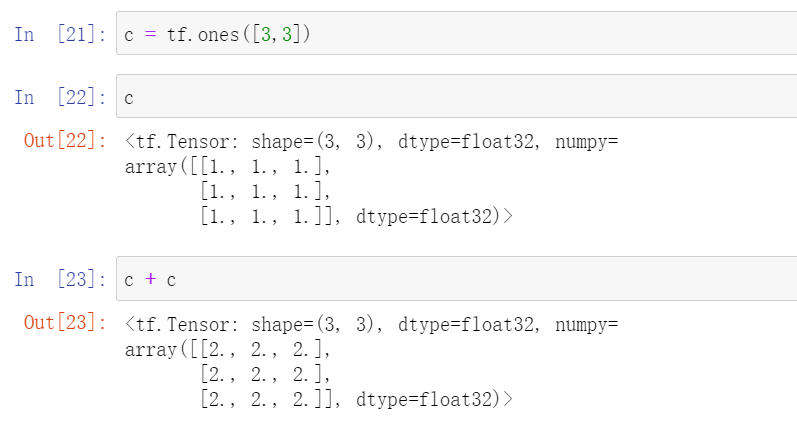 In [21]: c = tf.ones([3,3])
In [22]: c
Out[22]: <tf.Tensor: shape=(3, 3), dtype=float32, numpy=
array([[1., 1., 1.],
[1., 1., 1.],
[1., 1., 1.]], dtype=float32)>
In [23]: c + c
Out[23]: <tf.Tensor: shape=(3, 3), dtype=float32, numpy=
array([[2., 2., 2.],
[2., 2., 2.],
[2., 2., 2.]], dtype=float32)>